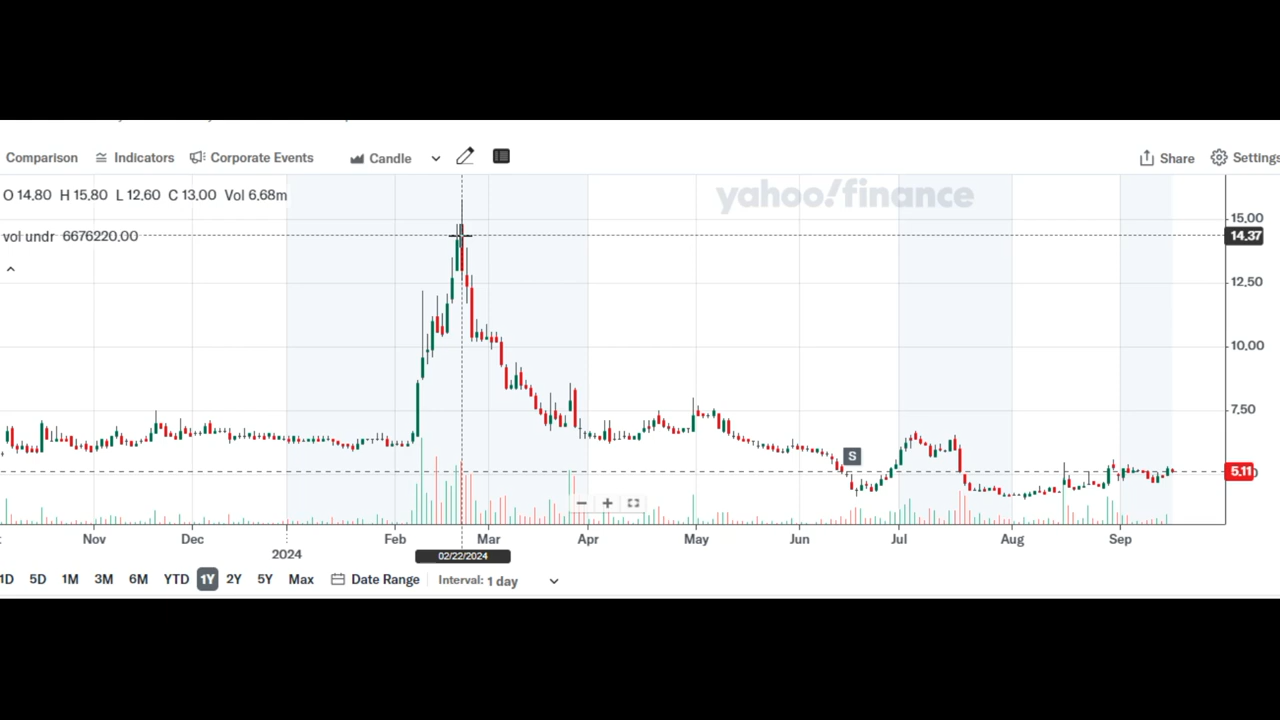 Comparison Indicators Corporate Events Candle Share Settings
O 14.80 H 15.80 L 12.60 C 13.00 Vol 6.68m
yahoo!finance
vol undr 6676220.00
15.00
14.37
12.50
10.00
7.50
S
5.11
Nov Dec Feb Mar Apr May Jun Jul Aug Sep
2024
02/22/2024
1D 5D 1M 3M 6M YTD 1Y 2Y 5Y Max Date Range Interval: 1 day